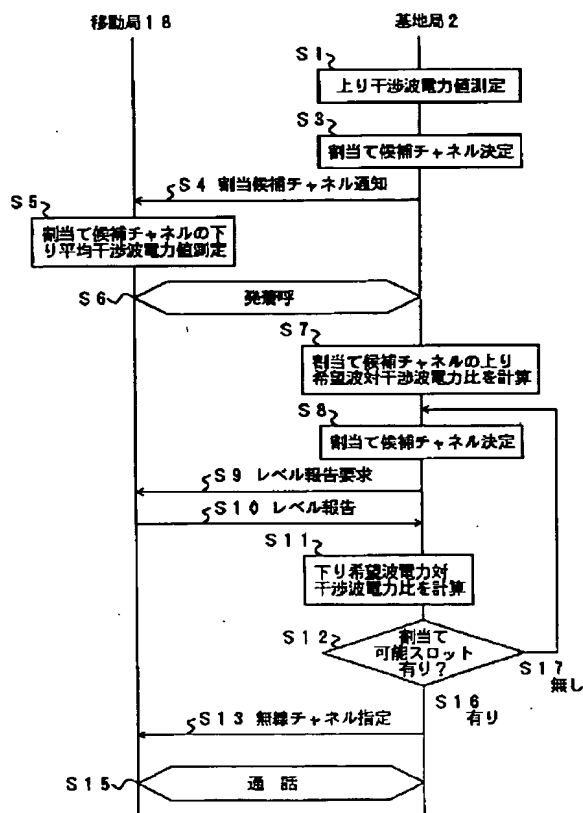 移動局18
基地局2
S1
上り干渉波電力値測定
S3
割当て候補チャネル決定
S4 割当候補チャネル通知
S5
割当て候補チャネルの下
り平均干渉波電力値測定
S6
発着呼
S7
割当て候補チャネルの上り
希望波対干渉波電力比を計算
S8
割当て候補チャネル決定
S9 レベル報告要求
S10 レベル報告
S11
下り希望波電力対
干渉波電力比を計算
S12
割当て
可能スロット
有り?
S17
無し
S16
有り
S13 無線チャネル指定
S15
通 話